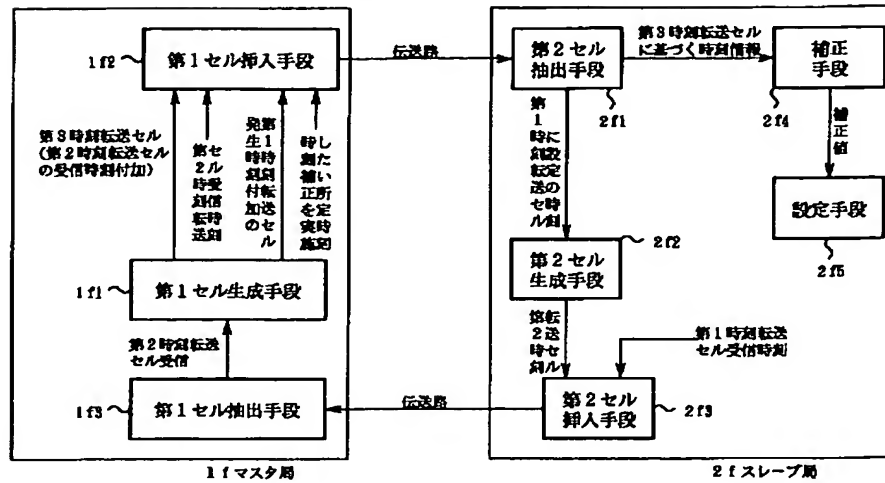 1f2
第1セル挿入手段
第3時刻転送セル
(第2時刻転送セル
の受信時刻付加)
第2時刻転送
セル受信時刻
第1時刻転送セル
発生時刻付加の
した い所定時刻
時刻補正を実施
1f1
第1セル生成手段
第2時刻転送
セル受信
1f3
第1セル抽出手段
1fマスタ局
伝送路
伝送路
第2セル
抽出手段
2f1
第3時刻転送セル
に基づく時刻情報
補正
手段
2f4
補正値
設定手段
2f5
第1時刻転送セル
に設定の時刻
第2セル
生成手段
2f2
第2時刻
転送セル
第1時刻転送
セル受信時刻
第2セル
挿入手段
2f3
2fスレーブ局